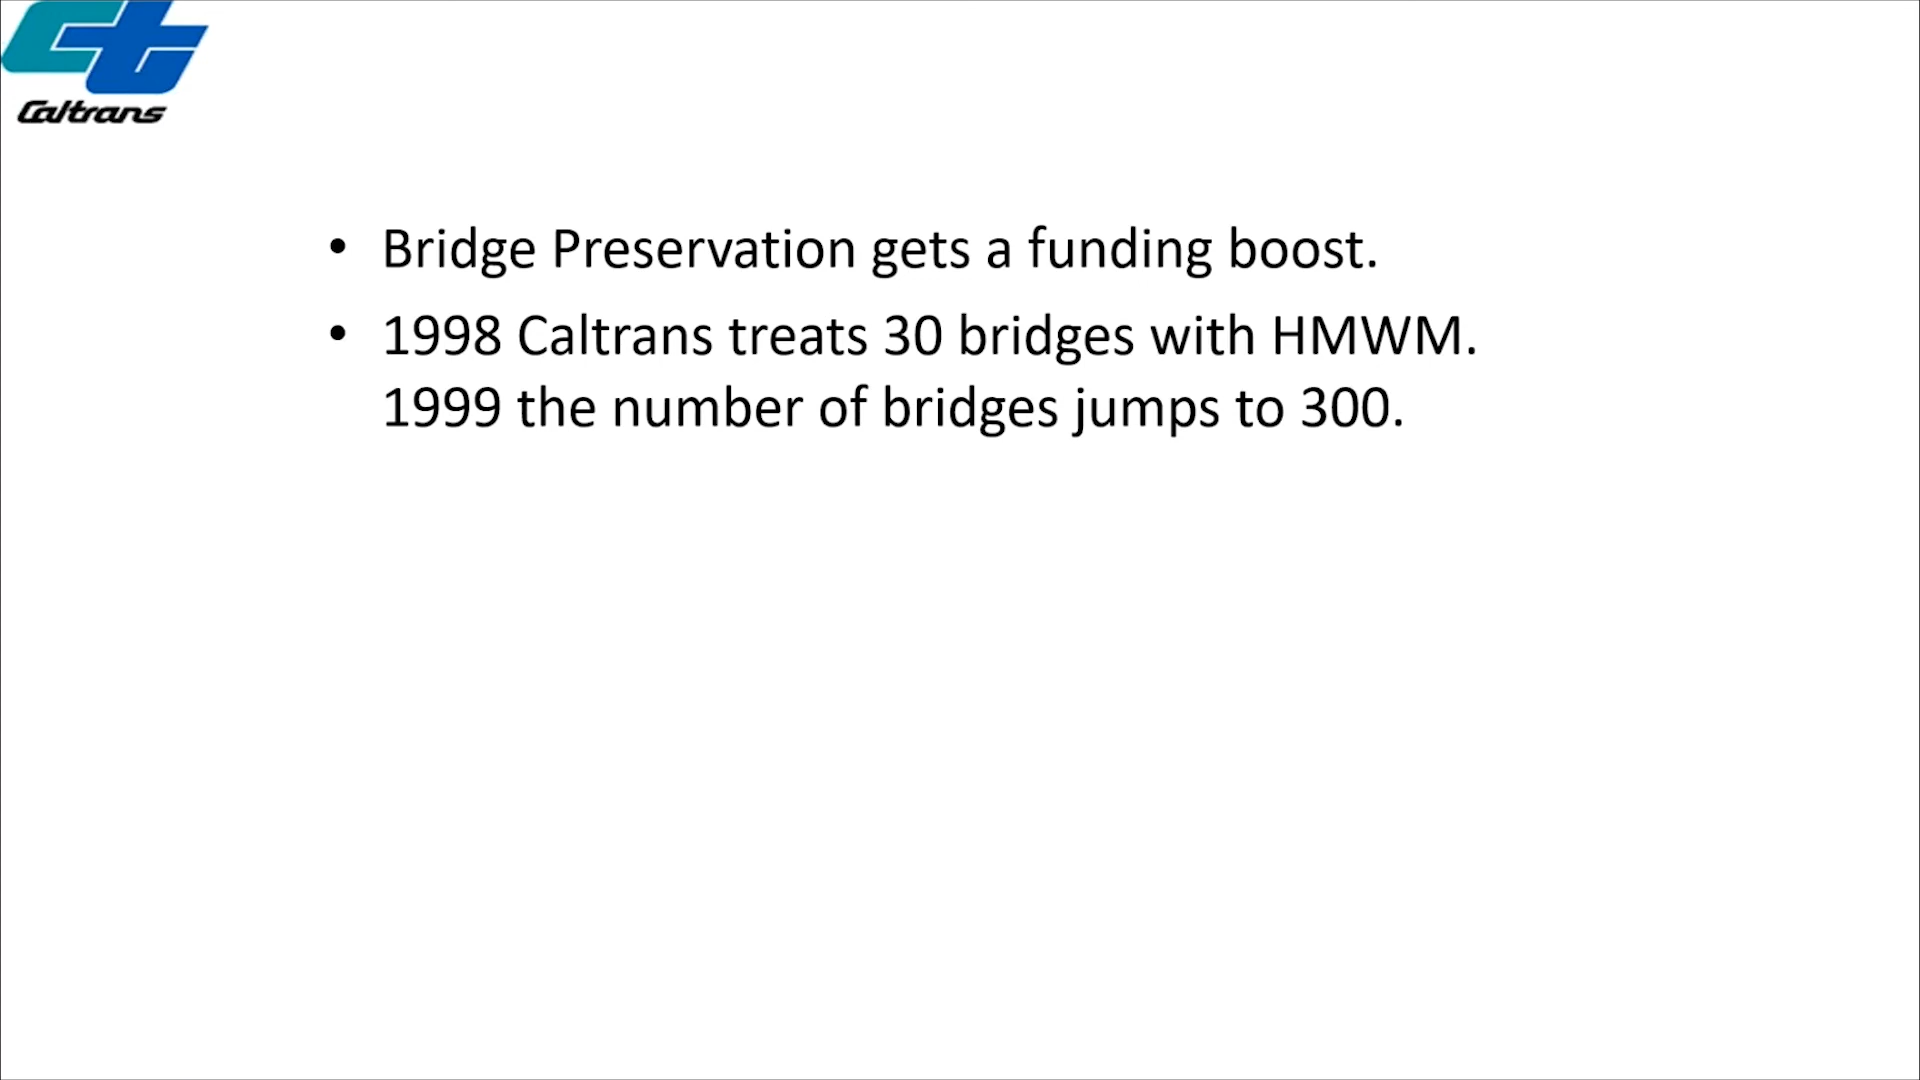 Caltrans
• Bridge Preservation gets a funding boost.
• 1998 Caltrans treats 30 bridges with HMWM.
1999 the number of bridges jumps to 300.